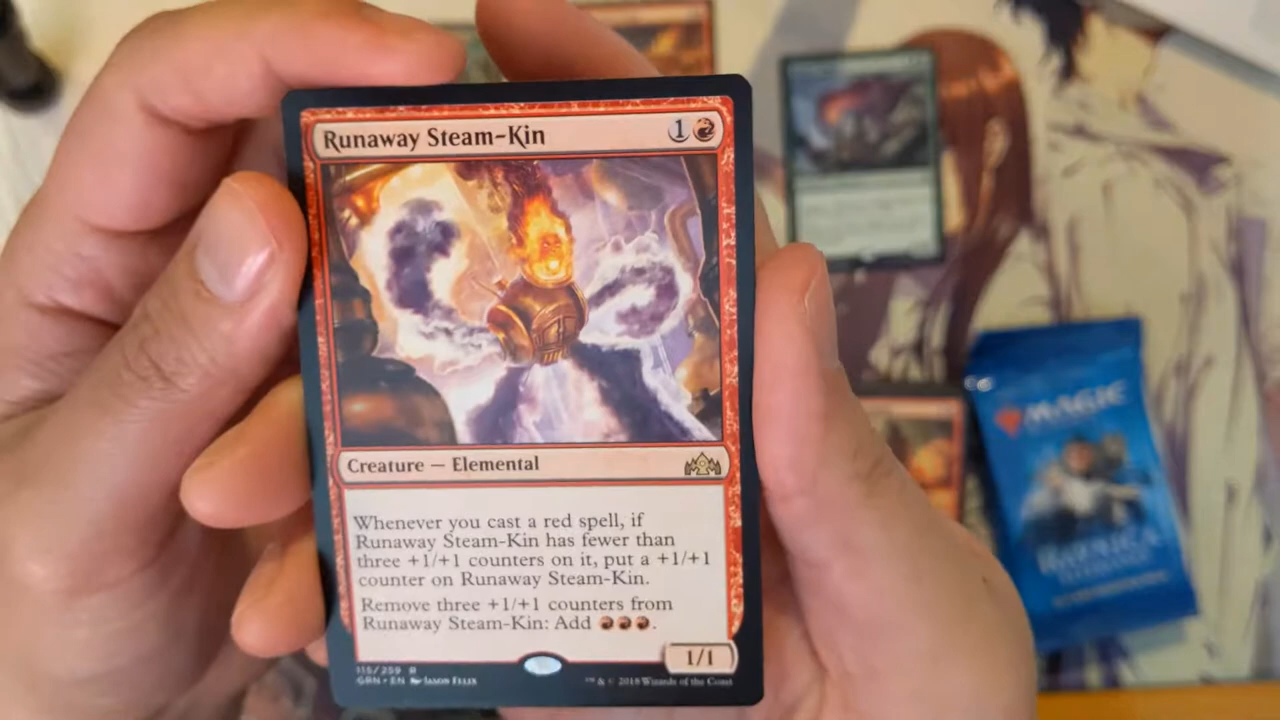 Runaway Steam-Kin 1
Creature — Elemental
Whenever you cast a red spell, if
Runaway Steam-Kin has fewer than
three +1/+1 counters on it, put a +1/+1
counter on Runaway Steam-Kin.
Remove three +1/+1 counters from
Runaway Steam-Kin: Add .
1/1
115/259 R
GRN • EN Jason Felix
™ & © 2018 Wizards of the Coast
MAGIC
RAVNICA